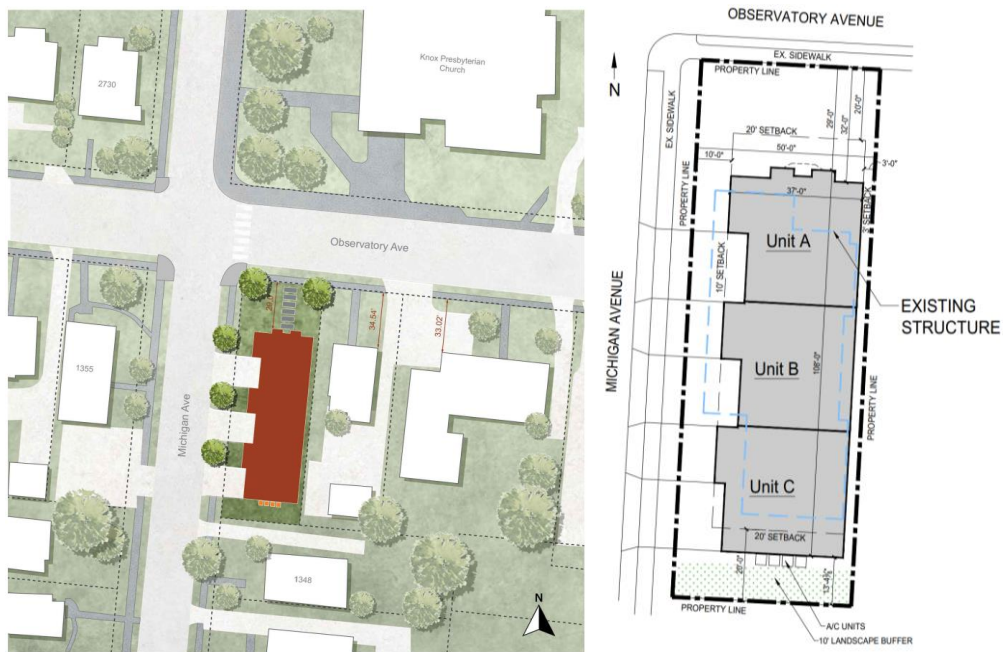 2730
Knox Presbyterian
Church
Observatory Ave
34.54'
33.02'
1355
Michigan Ave
1348
N
OBSERVATORY AVENUE
EX. SIDEWALK
PROPERTY LINE
N
EX. SIDEWALK
PROPERTY LINE
MICHIGAN AVENUE
20' SETBACK
50'-0"
10'-0"
29'-0"
32'-0"
20'-0"
3'-0"
37'-0"
3' SETBACK
Unit A
10' SETBACK
EXISTING
STRUCTURE
Unit B
108'-0"
PROPERTY LINE
Unit C
20' SETBACK
20'-0"
PROPERTY LINE
A/C UNITS
10' LANDSCAPE BUFFER